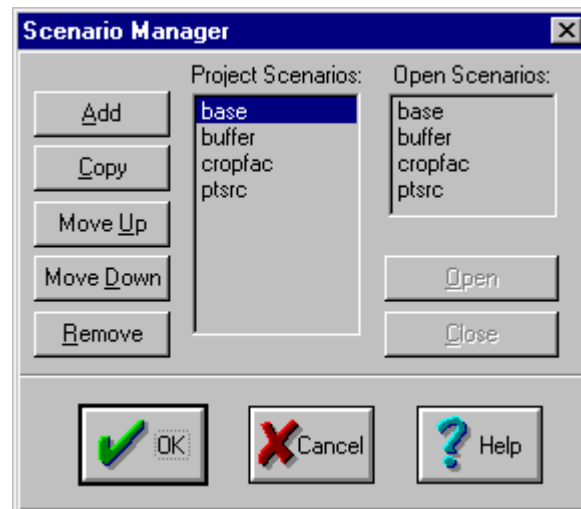 Scenario Manager
Project Scenarios:
Open Scenarios:
Add
Copy
Move Up
Move Down
Remove
base
buffer
cropfac
ptsrc
base
buffer
cropfac
ptsrc
Open
Close
OK
Cancel
Help